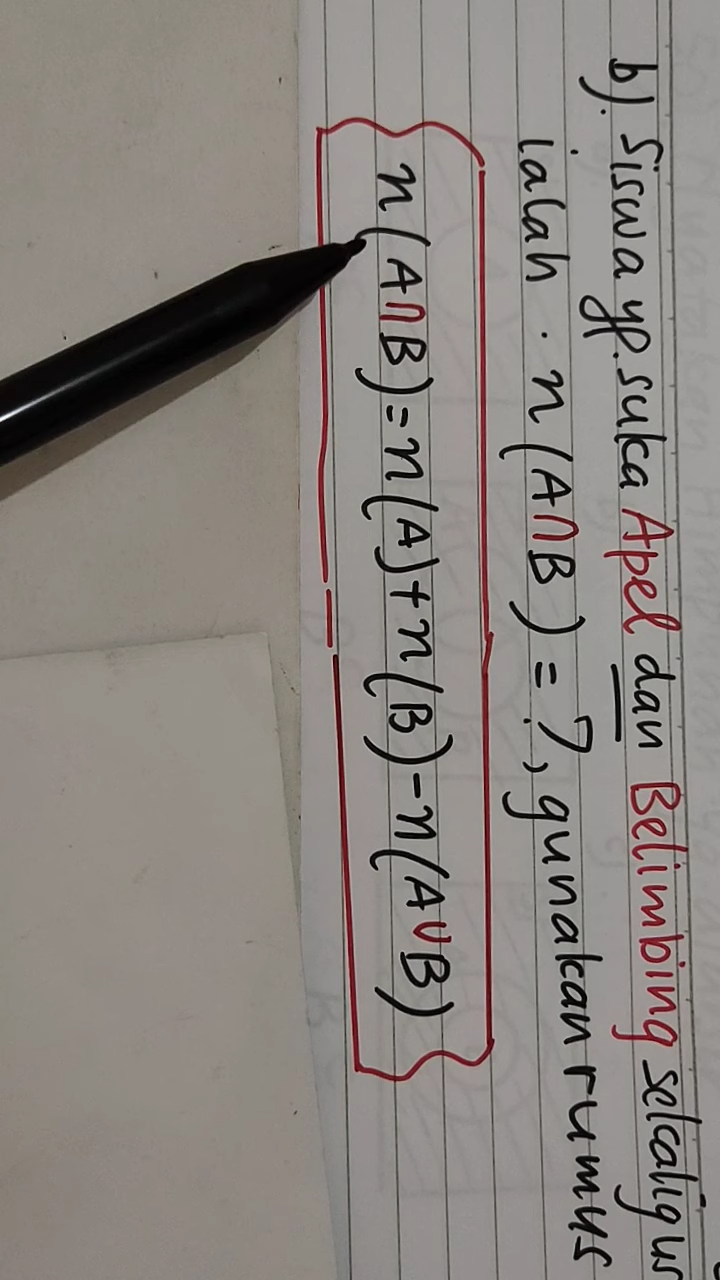 b). Siswa yg. suka Apel dan Belimbing sekaligus
ialah. n(A∩B) = ?, gunakan rumus
n(A∩B) = n(A) + n(B) - n(A∪B)